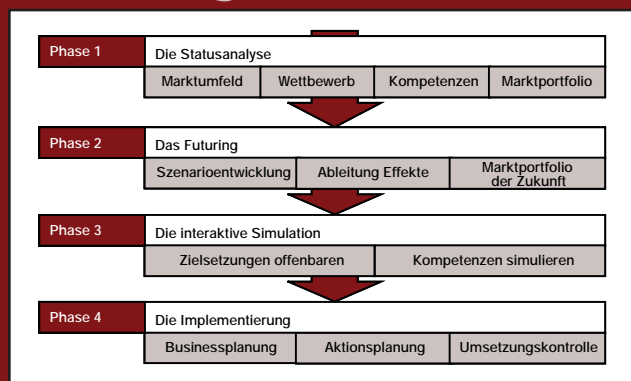 Phase 1
Die Statusanalyse
Marktumfeld Wettbewerb Kompetenzen Marktportfolio
Phase 2
Das Futuring
Szenarioentwicklung Ableitung Effekte Marktportfolio
der Zukunft
Phase 3
Die interaktive Simulation
Zielsetzungen offenbaren Kompetenzen simulieren
Phase 4
Die Implementierung
Businessplanung Aktionsplanung Umsetzungskontrolle